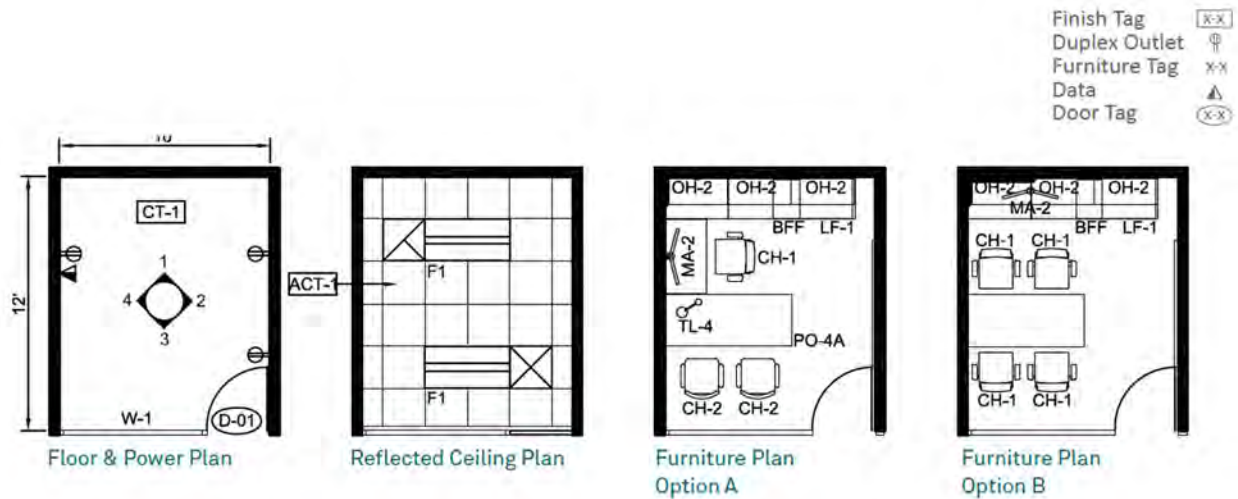 Finish Tag X-X
Duplex Outlet
Furniture Tag X-X
Data
Door Tag X-X
12'
CT-1
1
4 2
3
W-1 D-01
Floor & Power Plan
ACT-1
F1
F1
Reflected Ceiling Plan
OH-2 OH-2 OH-2
BFF LF-1
MA-2 CH-1
TL-4
PO-4A
CH-2 CH-2
Furniture Plan
Option A
OH-2 OH-2 OH-2
MA-2 BFF LF-1
CH-1 CH-1
CH-1 CH-1
Furniture Plan
Option B